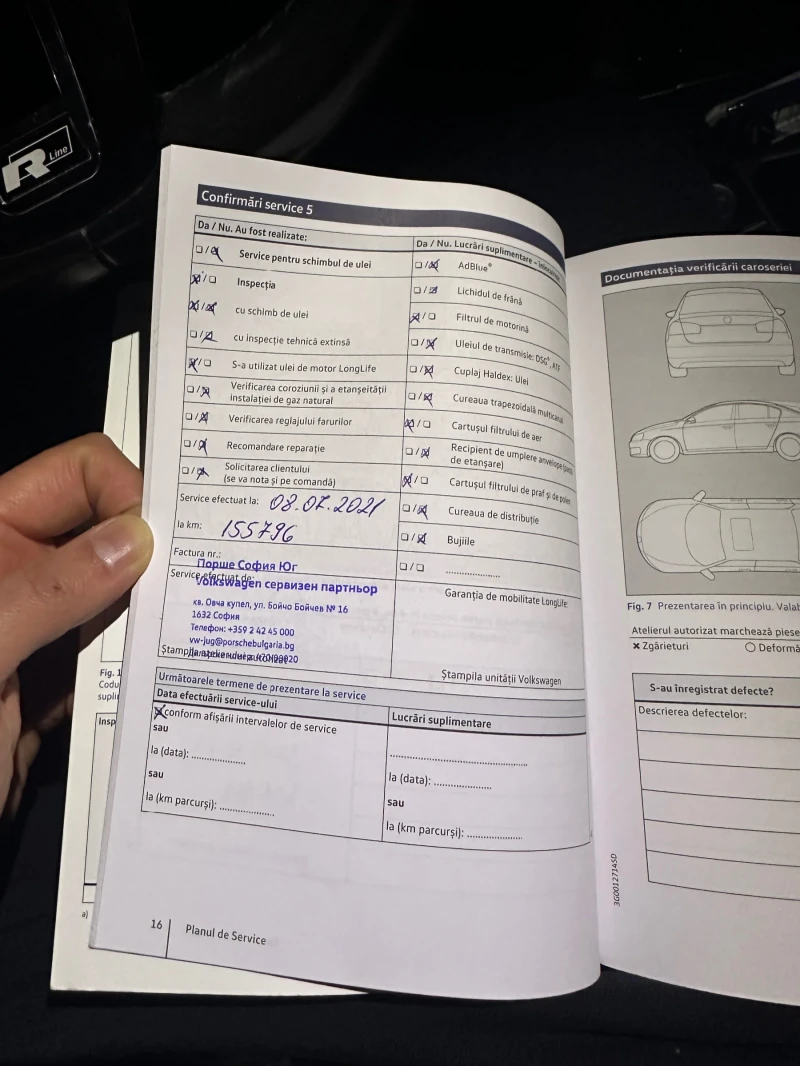 R Line
Confirmări service 5
Da / Nu. Au fost realizate:
Service pentru schimbul de ulei
Inspecția
cu schimb de ulei
cu inspecție tehnică extinsă
S-a utilizat ulei de motor LongLife
Verificarea coroziunii și a etanșeității
instalației de gaz natural
Verificarea reglajului farurilor
Recomandare reparație
Solicitarea clientului
(se va nota și pe comandă)
Service efectuat la: 08.07.2021
la km: 155796
Factura nr.:
Service efectuat de:
Порше София Юг
Volkswagen сервизен партньор
кв. Овча купел, ул. Бойчо Бойчев № 16
1632 София
Телефон: +359 2 42 45 000
vw-jug@porschebulgaria.bg
Da / Nu. Lucrări suplimentare –
AdBlue®
Lichidul de frână
Filtrul de motorină
Uleiul de transmisie: DSG®, ATF
Cuplaj Haldex: Ulei
Cureaua trapezoidală
Cartușul filtrului de aer
Recipient de umplere anvelope
de etanșare)
Cartușul filtrului de praf și de polen
Cureaua de distribuție
Bujiile
....................
Garanția de mobilitate LongLife
Ștampila unității Volkswagen
Următoarele termene de prezentare la service
Data efectuării service-ului
conform afișării intervalelor de service
sau
la (data): ....................
sau
la (km parcurși): ....................
Lucrări suplimentare
..................................................
la (data): ....................
sau
la (km parcurși): ....................
16 Planul de Service
Documentația verificării caroseriei
Fig. 7 Prezentarea în principiu.
Atelierul autorizat marchează piese
x Zgârieturi
S-au înregistrat defecte?
Descrierea defectelor:
3G0012714SD
Fig. 1
Codu
supli
Insp
a)